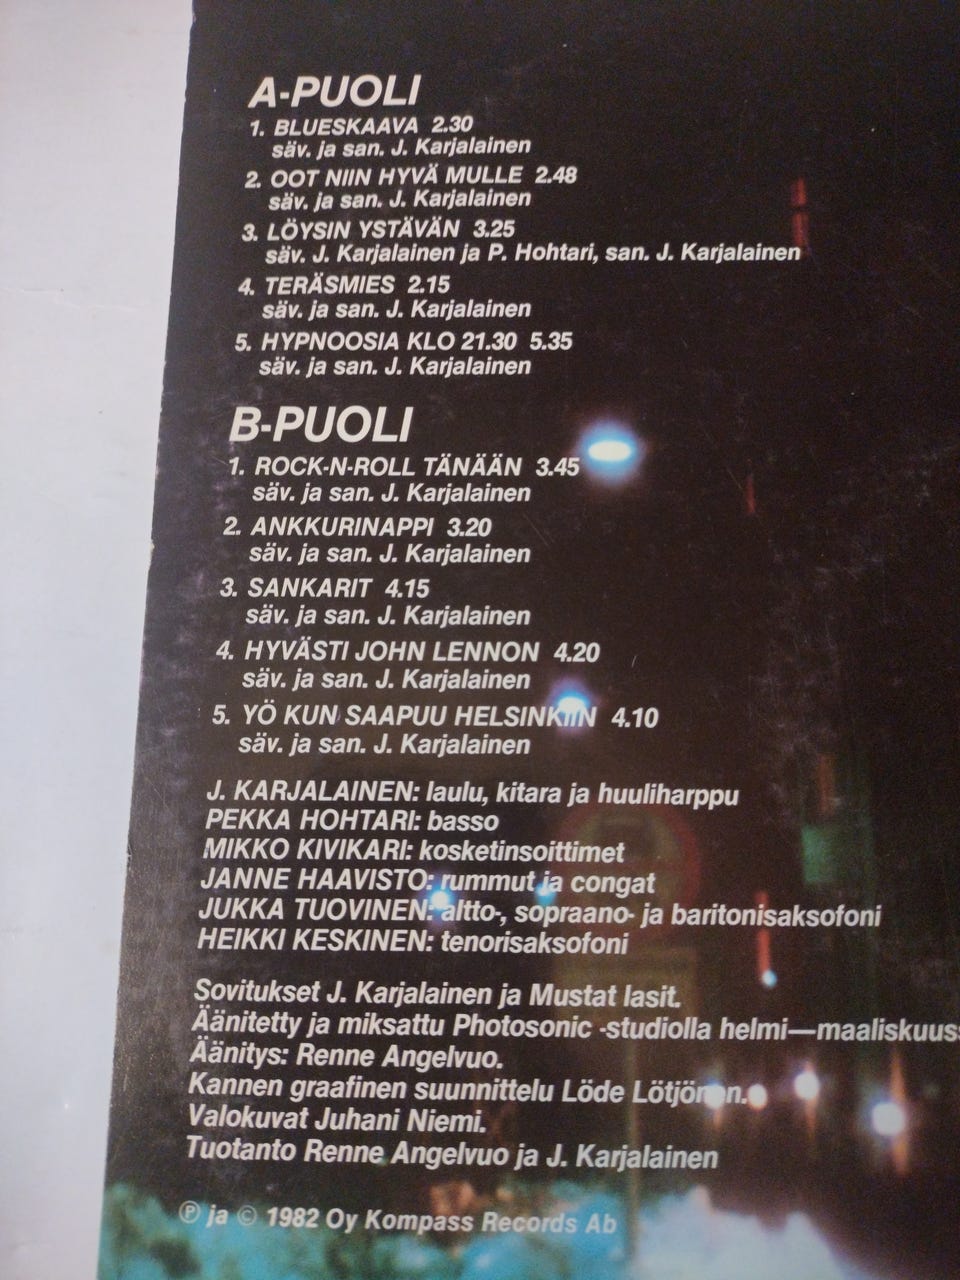 A-PUOLI
1. BLUESKAAVA 2.30
säv. ja san. J. Karjalainen
2. OOT NIIN HYVÄ MULLE 2.48
säv. ja san. J. Karjalainen
3. LÖYSIN YSTÄVÄN 3.25
säv. J. Karjalainen ja P. Hohtari, san. J. Karjalainen
4. TERÄSMIES 2.15
säv. ja san. J. Karjalainen
5. HYPNOOSIA KLO 21.30 5.35
säv. ja san. J. Karjalainen
B-PUOLI
1. ROCK-N-ROLL TÄNÄÄN 3.45
säv. ja san. J. Karjalainen
2. ANKKURINAPPI 3.20
säv. ja san. J. Karjalainen
3. SANKARIT 4.15
säv. ja san. J. Karjalainen
4. HYVÄSTI JOHN LENNON 4.20
säv. ja san. J. Karjalainen
5. YÖ KUN SAAPUU HELSINKIIN 4.10
säv. ja san. J. Karjalainen
J. KARJALAINEN: laulu, kitara ja huuliharppu
PEKKA HOHTARI: basso
MIKKO KIVIKARI: kosketinsoittimet
JANNE HAAVISTO: rummut ja congat
JUKKA TUOVINEN: altto-, sopraano- ja baritonisaksofoni
HEIKKI KESKINEN: tenorisaksofoni
Sovitukset J. Karjalainen ja Mustat lasit.
Äänitetty ja miksattu Photosonic -studiolla helmi—maaliskuus
Äänitys: Renne Angelvuo.
Kannen graafinen suunnittelu Löde Lötjönen.
Valokuvat Juhani Niemi.
Tuotanto Renne Angelvuo ja J. Karjalainen
℗ ja © 1982 Oy Kompass Records Ab